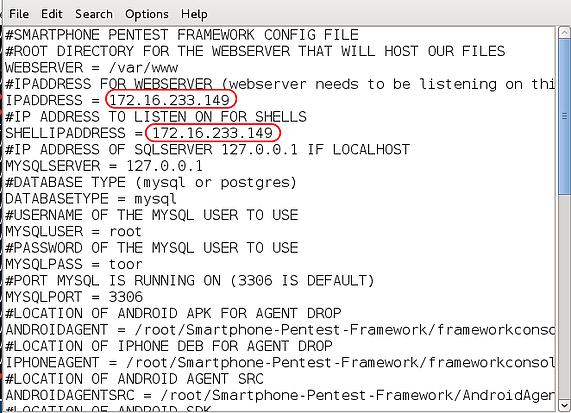 File Edit Search Options Help
#SMARTPHONE PENTEST FRAMEWORK CONFIG FILE
#ROOT DIRECTORY FOR THE WEBSERVER THAT WILL HOST OUR FILES
WEBSERVER = /var/www
#IPADDRESS FOR WEBSERVER (webserver needs to be listening on thi
IPADDRESS = 172.16.233.149
#IP ADDRESS TO LISTEN ON FOR SHELLS
SHELLIPADDRESS = 172.16.233.149
#IP ADDRESS OF SQLSERVER 127.0.0.1 IF LOCALHOST
MYSQLSERVER = 127.0.0.1
#DATABASE TYPE (mysql or postgres)
DATABASETYPE = mysql
#USERNAME OF THE MYSQL USER TO USE
MYSQLUSER = root
#PASSWORD OF THE MYSQL USER TO USE
MYSQLPASS = toor
#PORT MYSQL IS RUNNING ON (3306 IS DEFAULT)
MYSQLPORT = 3306
#LOCATION OF ANDROID APK FOR AGENT DROP
ANDROIDAGENT = /root/Smartphone-Pentest-Framework/frameworkconso
#LOCATION OF IPHONE DEB FOR AGENT DROP
IPHONEAGENT = /root/Smartphone-Pentest-Framework/frameworkconsol
#LOCATION OF ANDROID AGENT SRC
ANDROIDAGENTSRC = /root/Smartphone-Pentest-Framework/AndroidAgen
#LOCATION OF ANDROID SDK